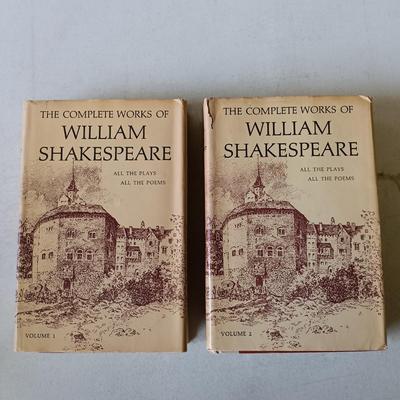 THE COMPLETE WORKS OF
WILLIAM
SHAKESPEARE
ALL THE PLAYS
ALL THE POEMS
VOLUME 1
THE COMPLETE WORKS OF
WILLIAM
SHAKESPEARE
ALL THE PLAYS
ALL THE POEMS
VOLUME 2